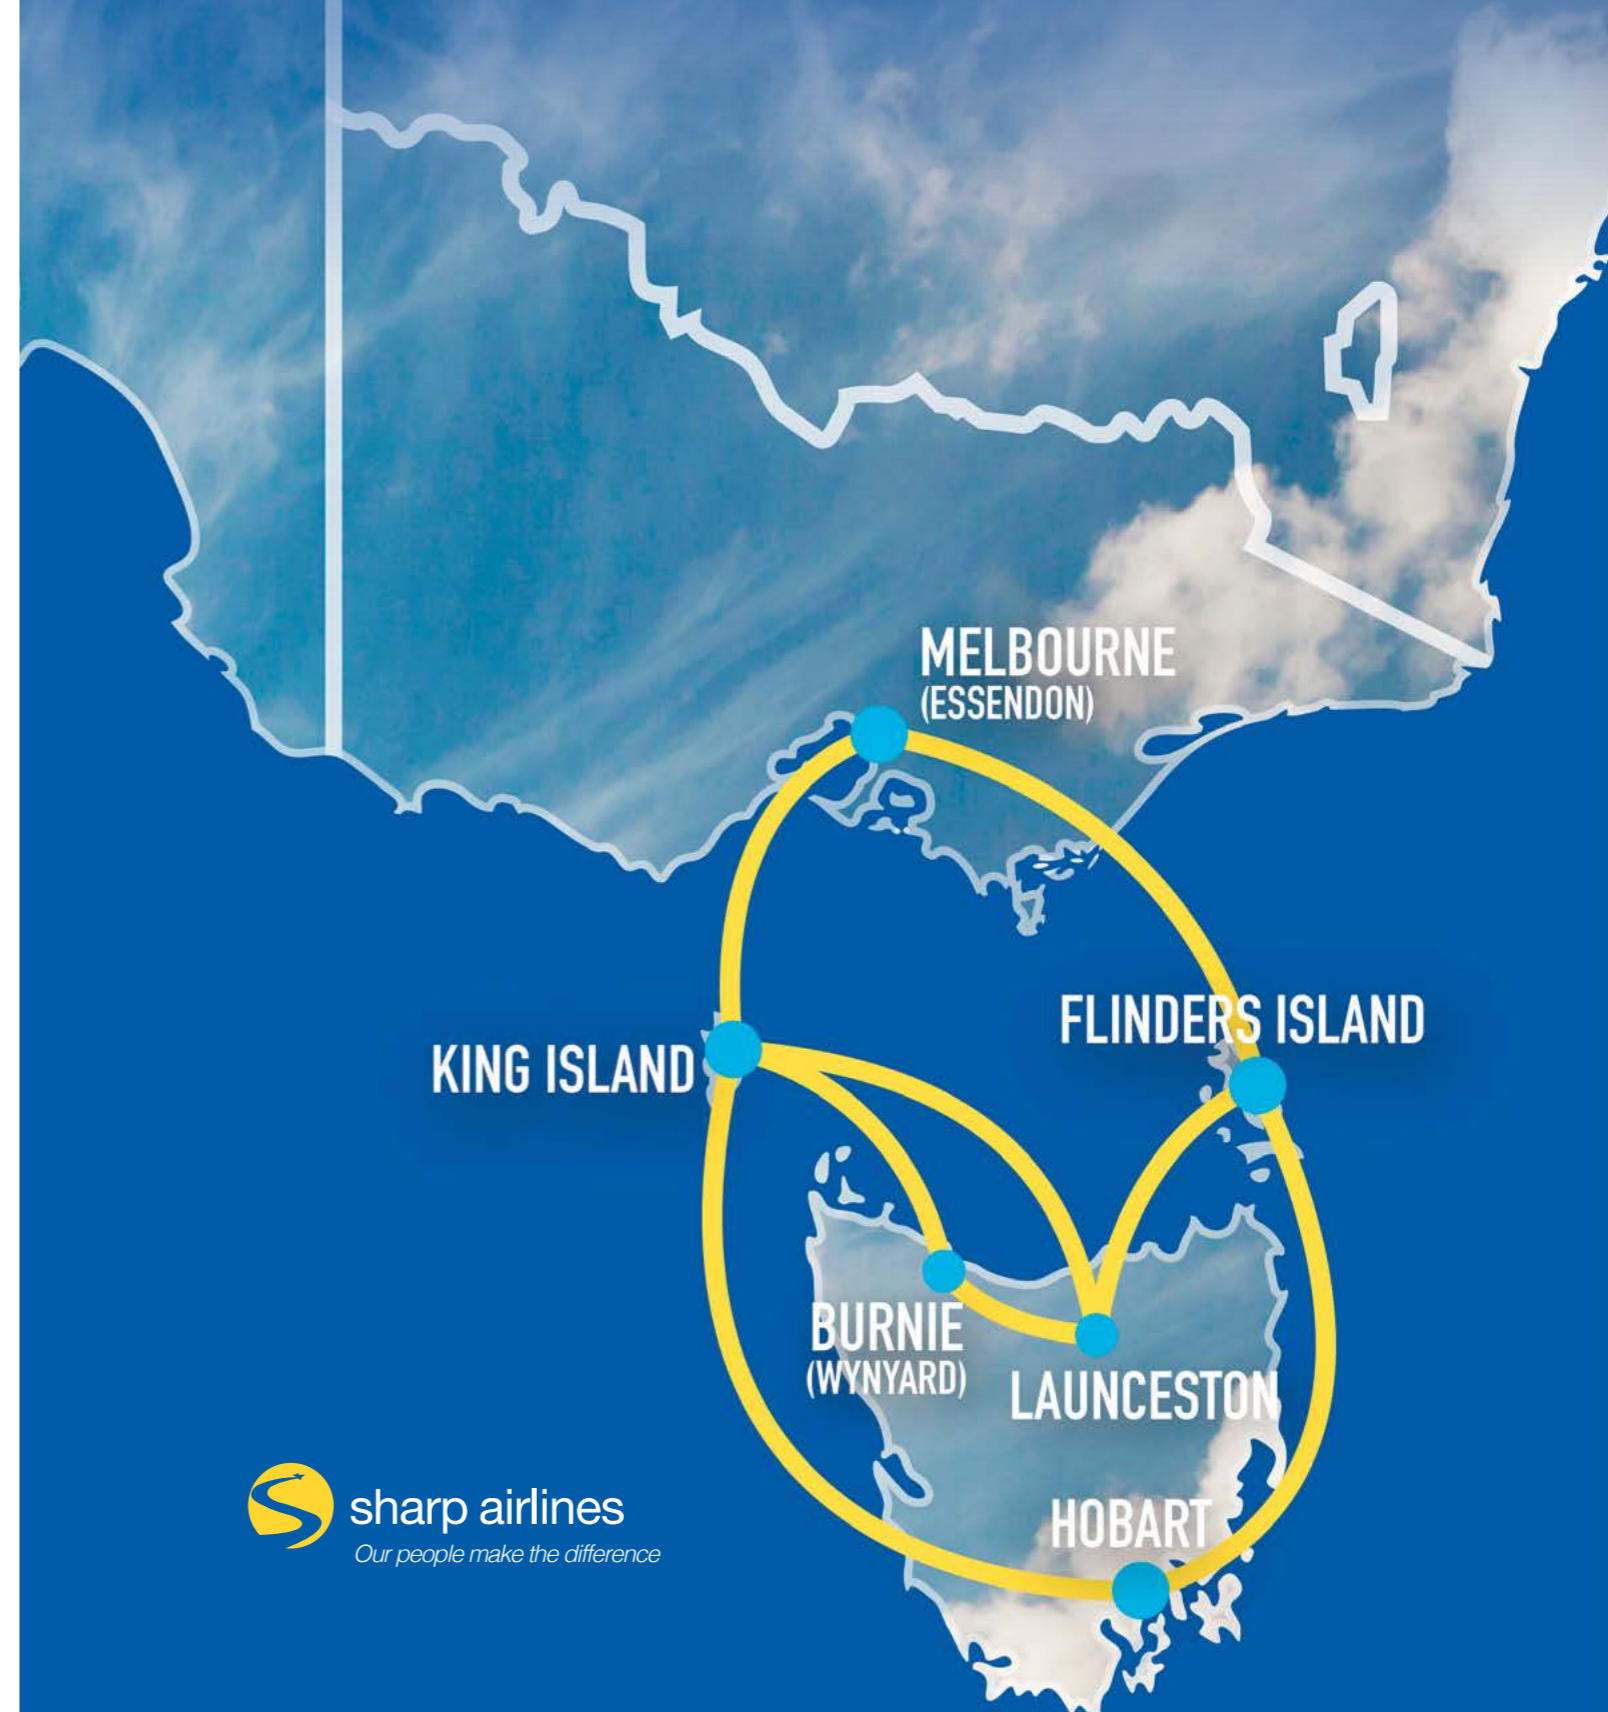 MELBOURNE
(ESSENDON)
FLINDERS ISLAND
KING ISLAND
BURNIE
(WYNYARD)
LAUNCESTON
HOBART
sharp airlines
Our people make the difference